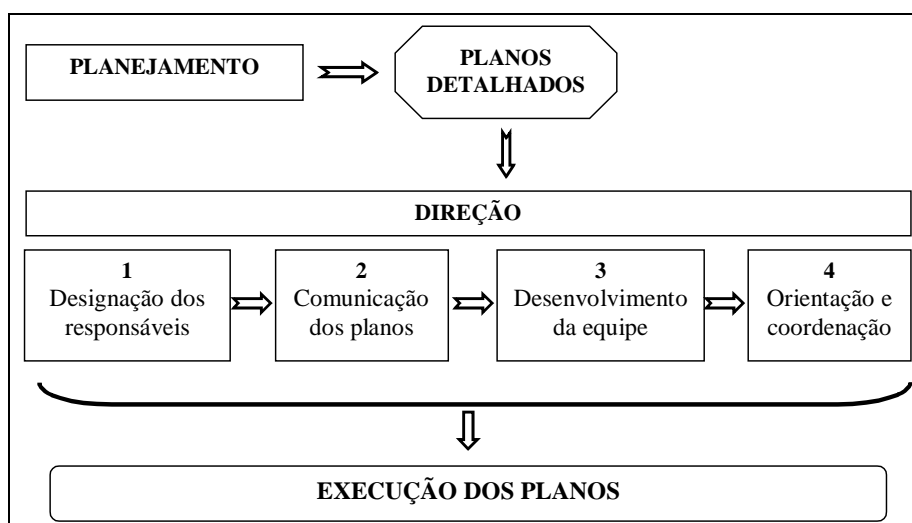 PLANEJAMENTO
PLANOS
DETALHADOS
DIREÇÃO
1
Designação dos
responsáveis
2
Comunicação
dos planos
3
Desenvolvimento
da equipe
4
Orientação e
coordenação
EXECUÇÃO DOS PLANOS